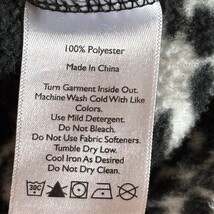 100% Polyester
Made In China
Turn Garment Inside Out.
Machine Wash Cold With Like
Colors.
Use Mild Detergent.
Do Not Bleach.
Do Not Use Fabric Softeners.
Tumble Dry Low.
Cool Iron As Desired
Do Not Dry Clean.
30C